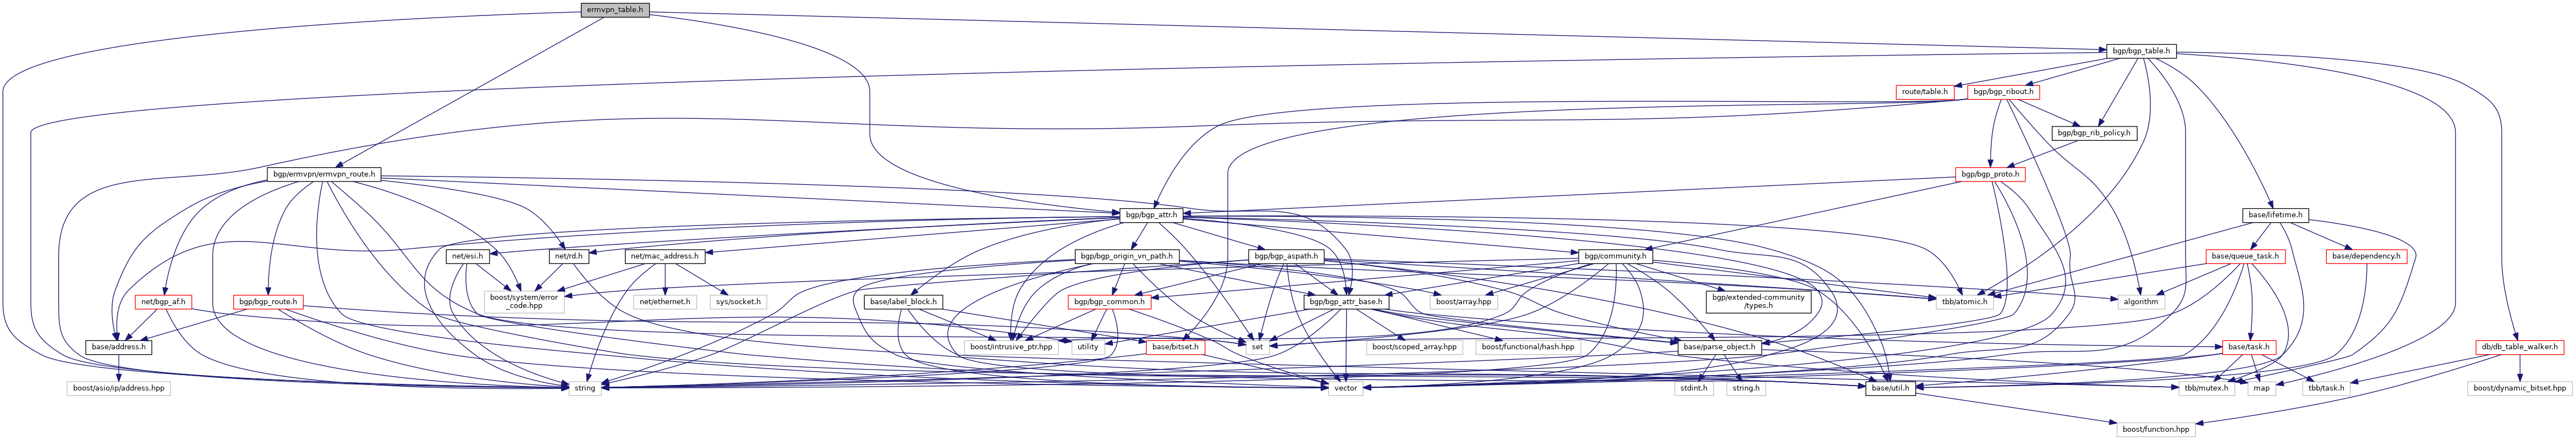 ermvpn_table.h
bgp/bgp_table.h
route/table.h
bgp/bgp_ribout.h
bgp/bgp_rib_policy.h
bgp/ermvpn/ermvpn_route.h
bgp/bgp_proto.h
bgp/bgp_attr.h
base/lifetime.h
net/esi.h
net/rd.h
net/mac_address.h
bgp/bgp_origin_vn_path.h
bgp/bgp_aspath.h
bgp/community.h
base/queue_task.h
base/dependency.h
net/bgp_af.h
bgp/bgp_route.h
boost/system/error
_code.hpp
net/ethernet.h
sys/socket.h
base/label_block.h
bgp/bgp_common.h
bgp/bgp_attr_base.h
boost/array.hpp
bgp/extended-community
/types.h
tbb/atomic.h
algorithm
base/address.h
boost/intrusive_ptr.hpp
utility
base/bitset.h
set
boost/scoped_array.hpp
boost/functional/hash.hpp
base/parse_object.h
base/task.h
db/db_table_walker.h
boost/asio/ip/address.hpp
string
vector
stdint.h
string.h
base/util.h
tbb/mutex.h
map
tbb/task.h
boost/dynamic_bitset.hpp
boost/function.hpp